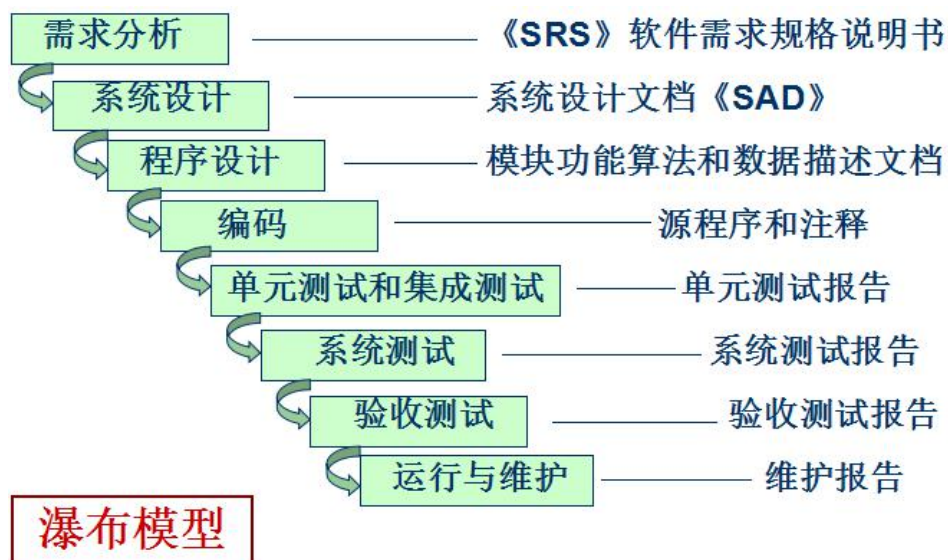 需求分析 《SRS》软件需求规格说明书
系统设计 系统设计文档《SAD》
程序设计 模块功能算法和数据描述文档
编码 源程序和注释
单元测试和集成测试 单元测试报告
系统测试 系统测试报告
验收测试 验收测试报告
运行与维护 维护报告
瀑布模型